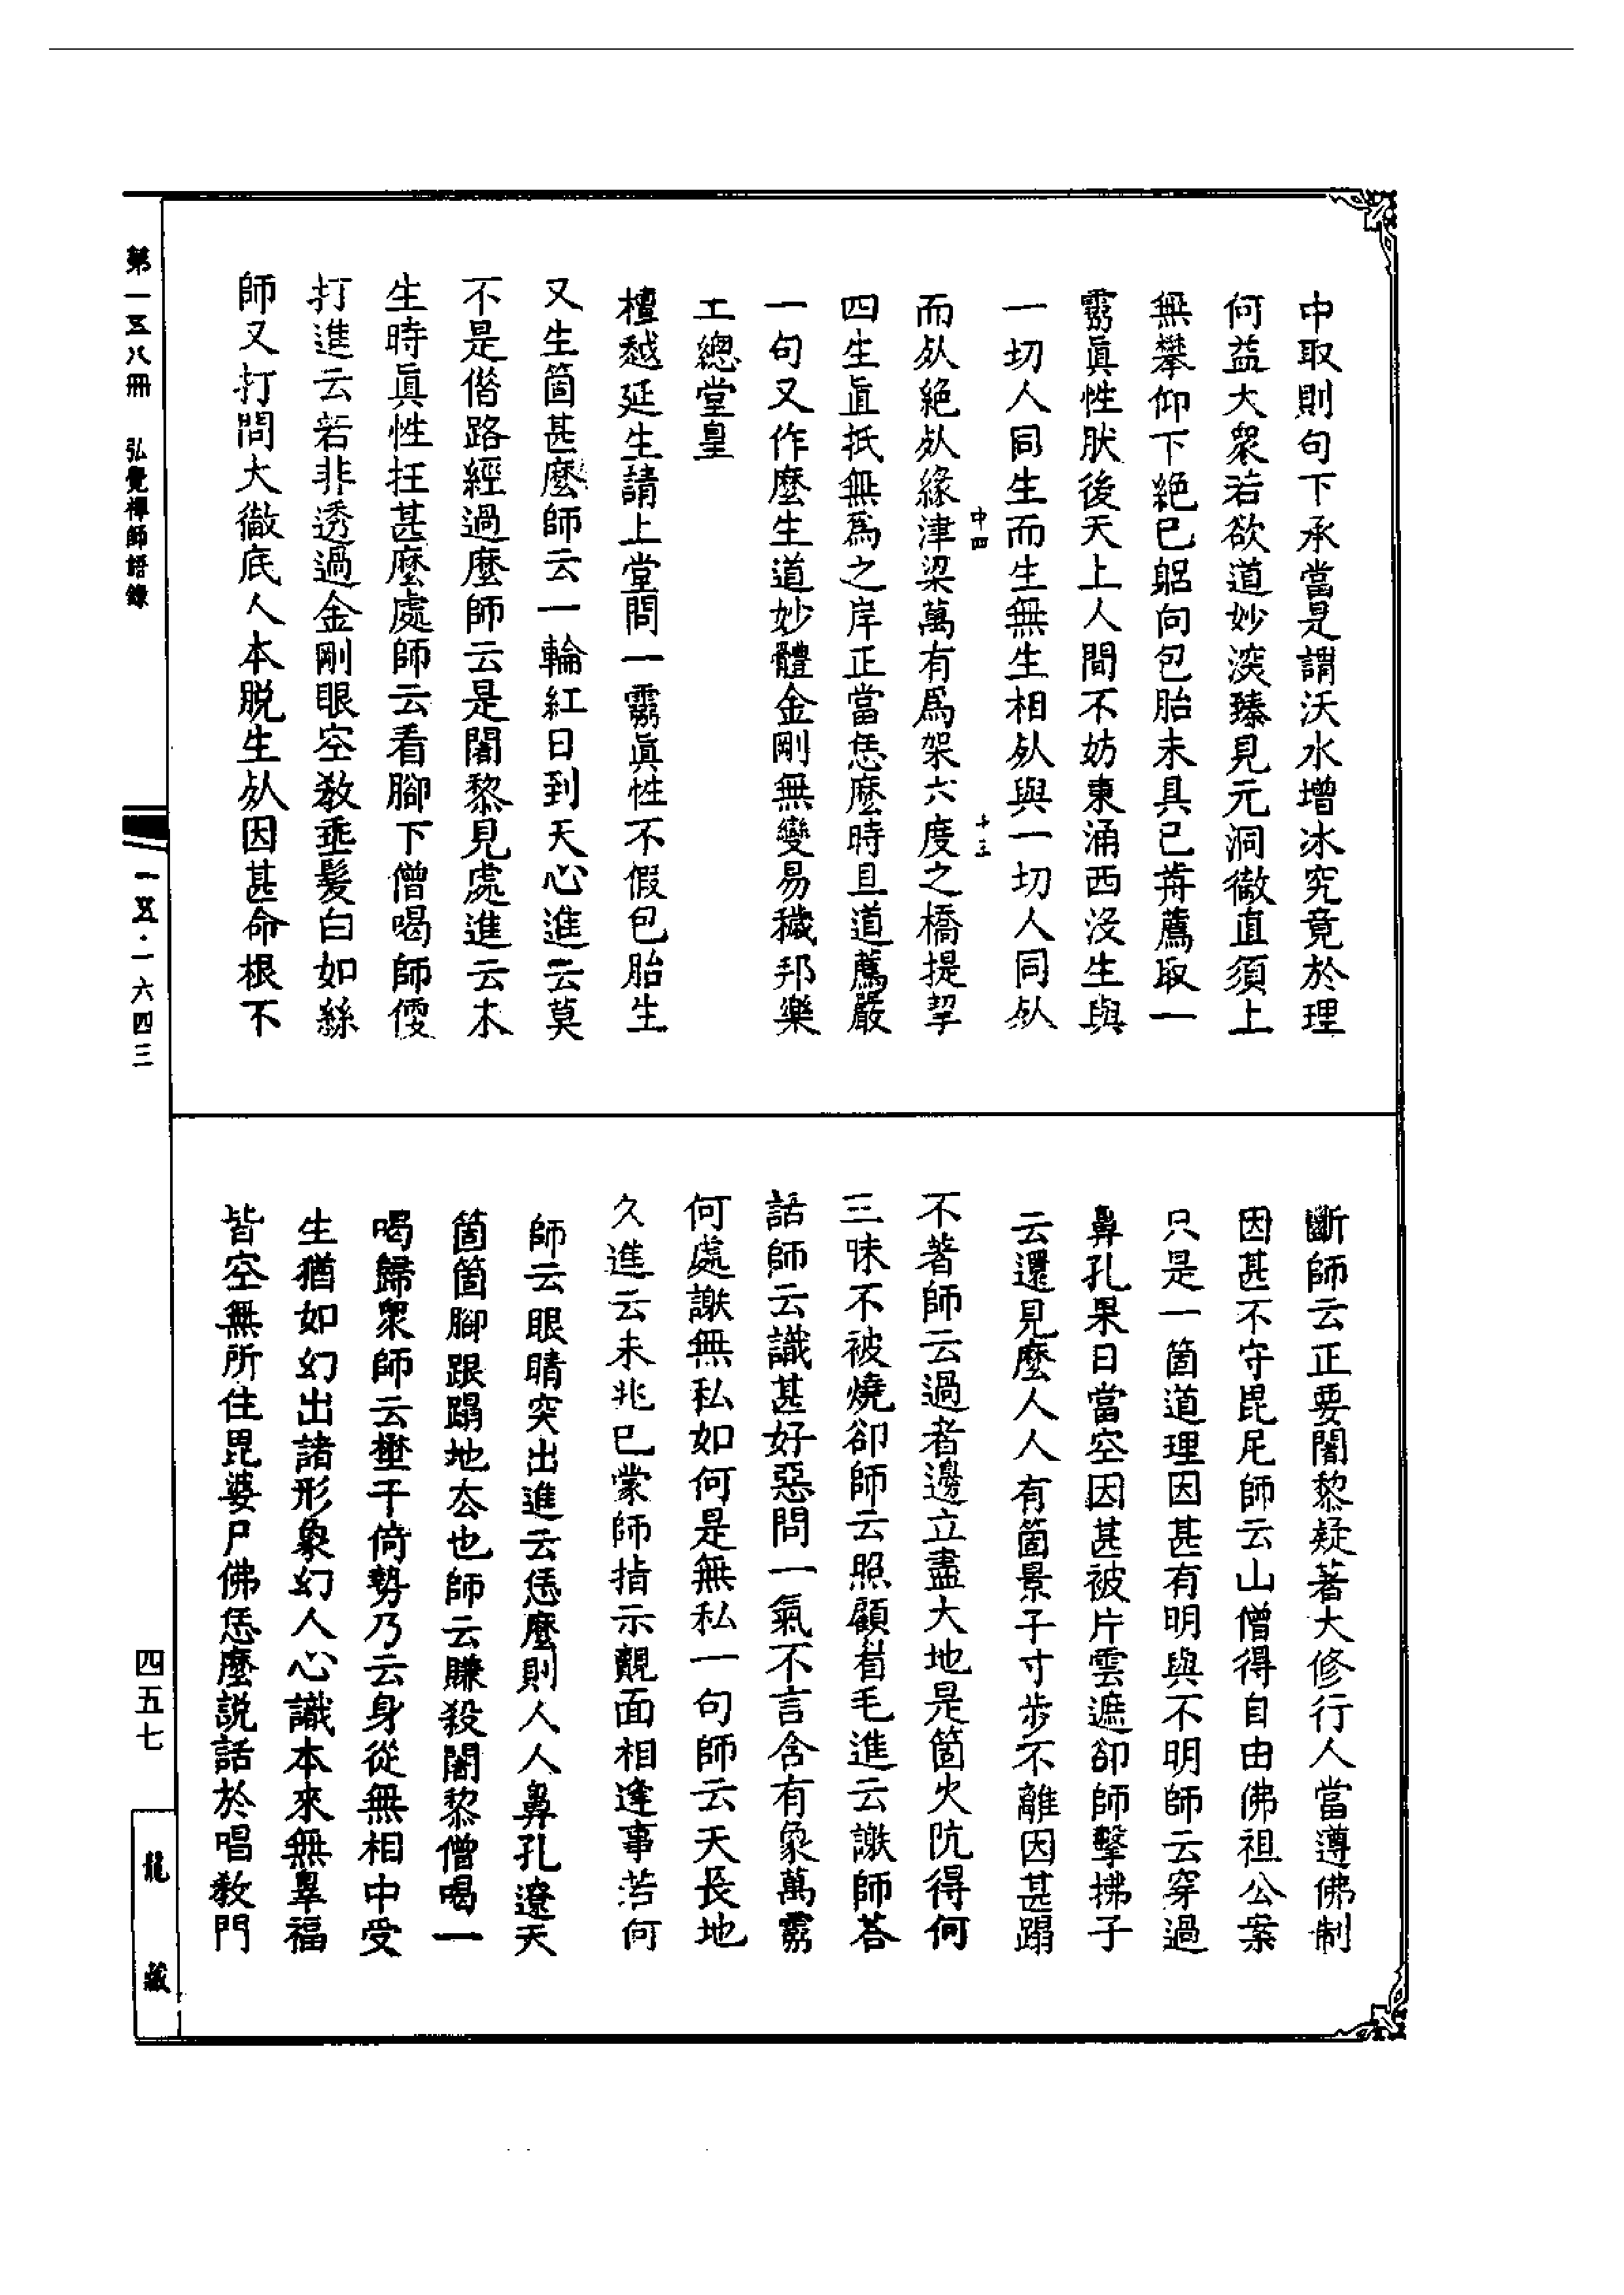 中取則句下承當是謂沃水增冰究竟於理
何益大衆若欲道妙淡臻見元洞徹直須上
無攀仰下絕已躬向包胎未具已前薦取一
靈眞性肰後天上人間不妨東涌西沒生與
一切人同生而生無生相𣦸與一切人同𣦸
而𣦸絕𣦸緣津梁萬有爲架六度之橋提挈
中四
十三
四生直抵無爲之岸正當恁麼時且道薦嚴
一句又作麼生道妙體金剛無變易穢邦樂
土總堂皇
檀越延生請上堂問一靈眞性不假包胎生
又生箇甚麼師云一輪紅日到天心進云莫
不是偕路經過麼師云是闍黎見處進云未
生時眞性在甚麼處師云看腳下僧喝師便
打進云若非透過金剛眼空教垂髮白如絲
師又打問大徹底人本脱生𣦸因甚命根不
斷師云正要闍黎疑著大修行人當遵佛制
因甚不守毘尼師云山僧得自由佛祖公案
只是一箇道理因甚有明與不明師云穿過
鼻孔杲日當空因甚被片雲遮卻師擊拂子
云還見麼人人有箇景子寸步不離因甚蹋
不著師云過者邊立盡大地是箇火阬得何
三昧不被燒卻師云照顧眉毛進云謝師荅
話師云識甚好惡問一氣不言含有象萬靈
何處謝無私如何是無私一句師云天長地
久進云未兆已蒙師指示覿面相逢事若何
師云眼睛突出進云恁麼則人人鼻孔遼天
箇箇腳跟蹋地厺也師云賺殺闍黎僧喝一
喝歸衆師云埜干倚勢乃云身從無相中受
生猶如幻出諸形象幻人心識本來無辠福
皆空無所住毘婆尸佛恁麼說話於唱教門
第一五八冊
弘覺禪師語錄
一五五·一六四三
四五七
龍藏